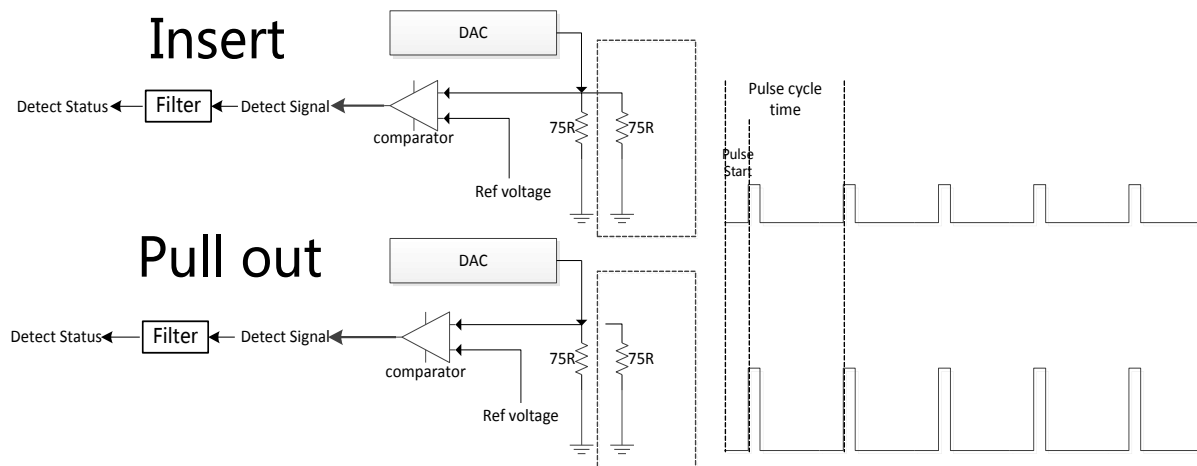 Insert
DAC
Detect Status
Filter
Detect Signal
comparator
75R
75R
Ref voltage
Pulse cycle
time
Pulse
Start
Pull out
DAC
Detect Status
Filter
Detect Signal
comparator
75R
75R
Ref voltage